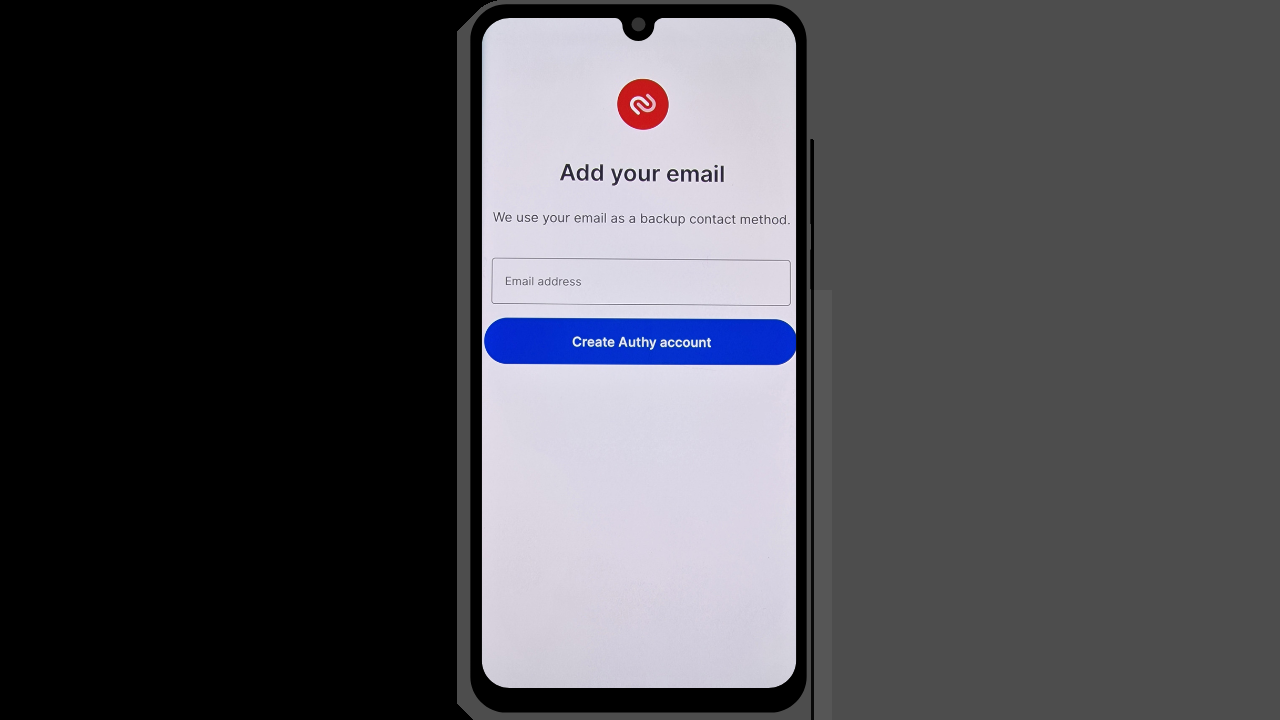 Add your email
We use your email as a backup contact method.
Email address
Create Authy account